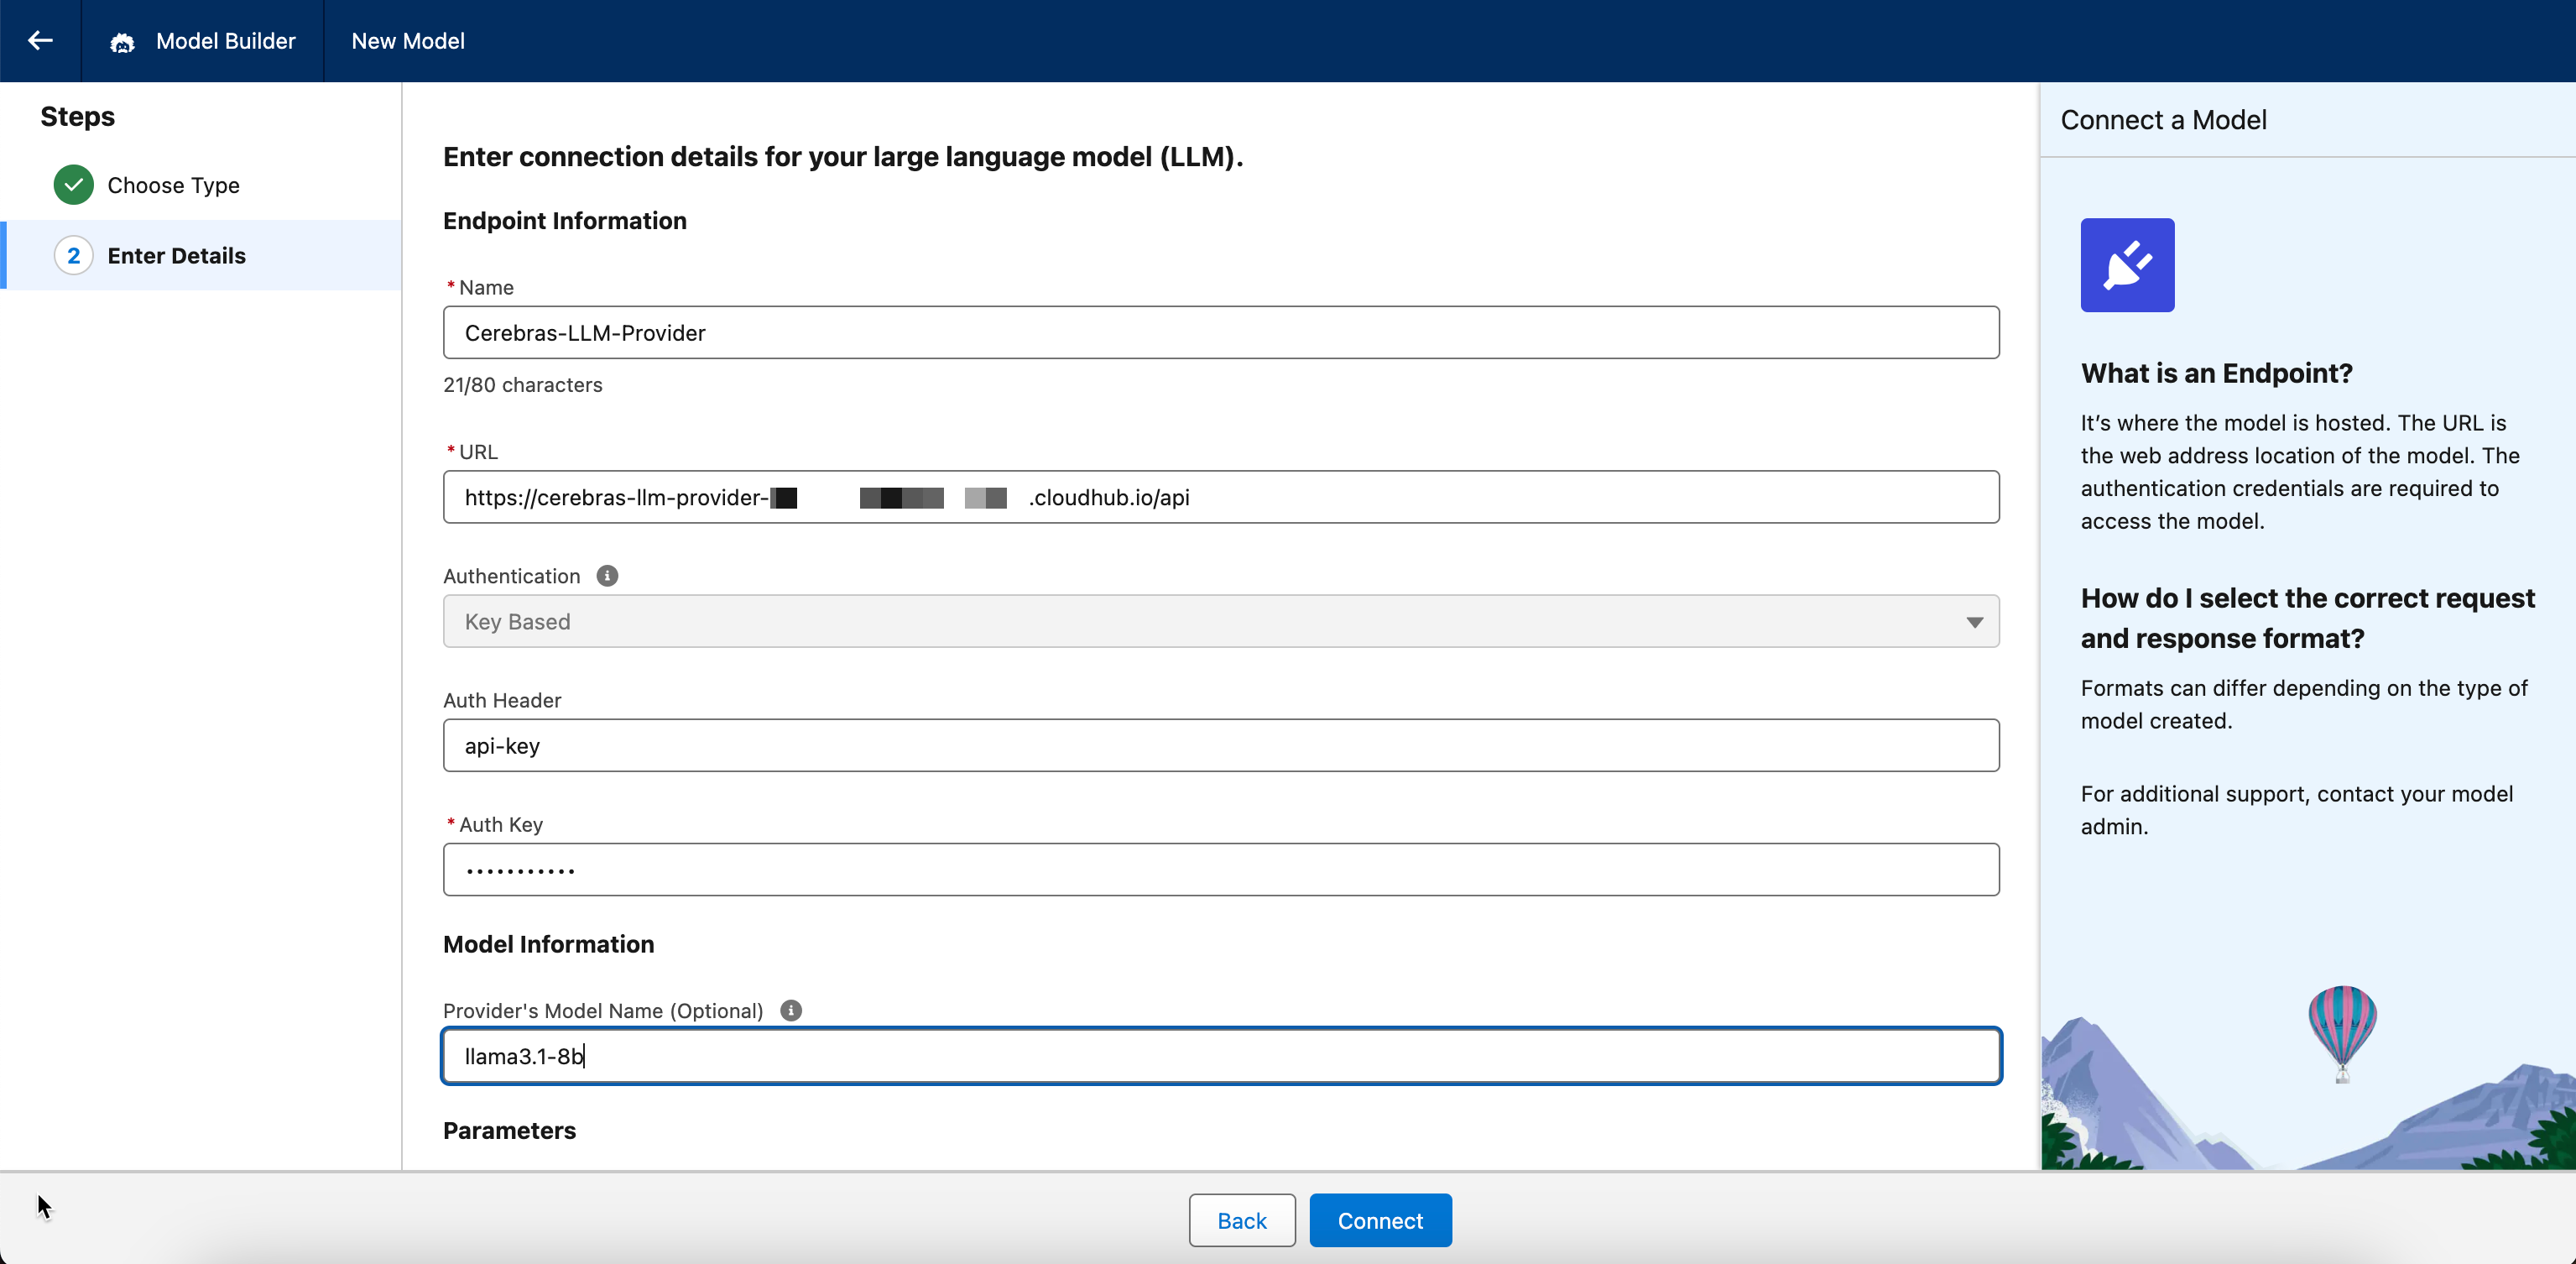 Model Builder
New Model
Steps
Choose Type
2
Enter Details
Enter connection details for your large language model (LLM).
Endpoint Information
* Name
Cerebras-LLM-Provider
21/80 characters
* URL
https://cerebras-llm-provider-
.cloudhub.io/api
Authentication
Key Based
Auth Header
api-key
* Auth Key
•••••••••••
Model Information
Provider's Model Name (Optional)
llama3.1-8b
Parameters
Back
Connect
Connect a Model
What is an Endpoint?
It’s where the model is hosted. The URL is
the web address location of the model. The
authentication credentials are required to
access the model.
How do I select the correct request
and response format?
Formats can differ depending on the type of
model created.
For additional support, contact your model
admin.